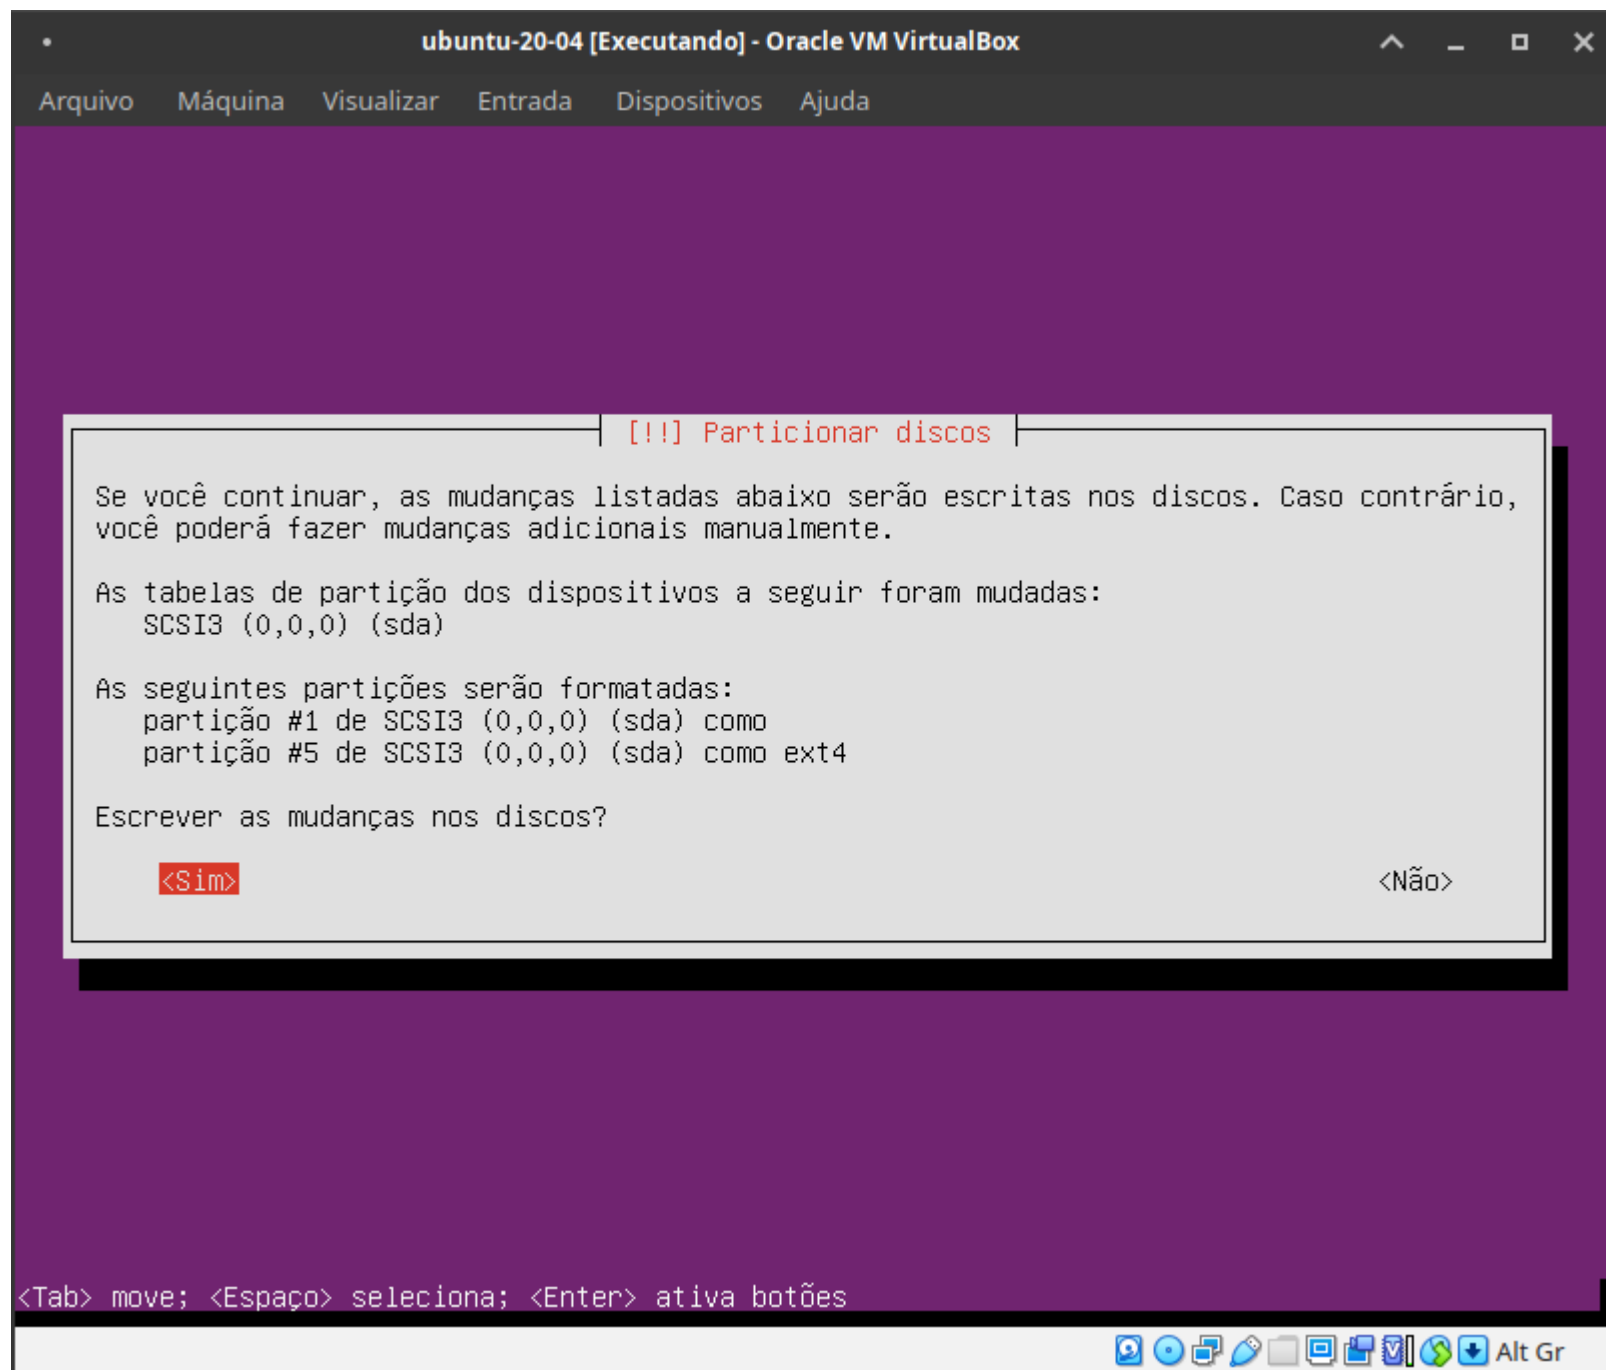 ubuntu-20-04 [Executando] - Oracle VM VirtualBox
Arquivo Máquina Visualizar Entrada Dispositivos Ajuda
[!!] Particionar discos
Se você continuar, as mudanças listadas abaixo serão escritas nos discos. Caso contrário,
você poderá fazer mudanças adicionais manualmente.
As tabelas de partição dos dispositivos a seguir foram mudadas:
SCSI3 (0,0,0) (sda)
As seguintes partições serão formatadas:
partição #1 de SCSI3 (0,0,0) (sda) como
partição #5 de SCSI3 (0,0,0) (sda) como ext4
Escrever as mudanças nos discos?
<Sim> <Não>
<Tab> move; <Espaço> seleciona; <Enter> ativa botões
Alt Gr